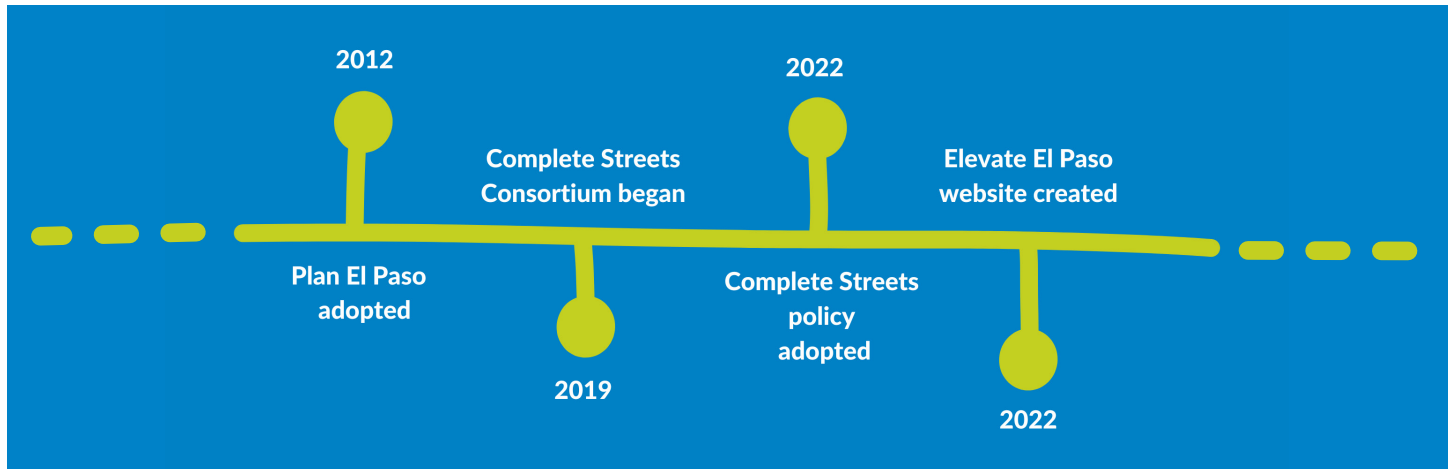 2012
Plan El Paso
adopted
Complete Streets
Consortium began
2019
2022
Complete Streets
policy
adopted
Elevate El Paso
website created
2022